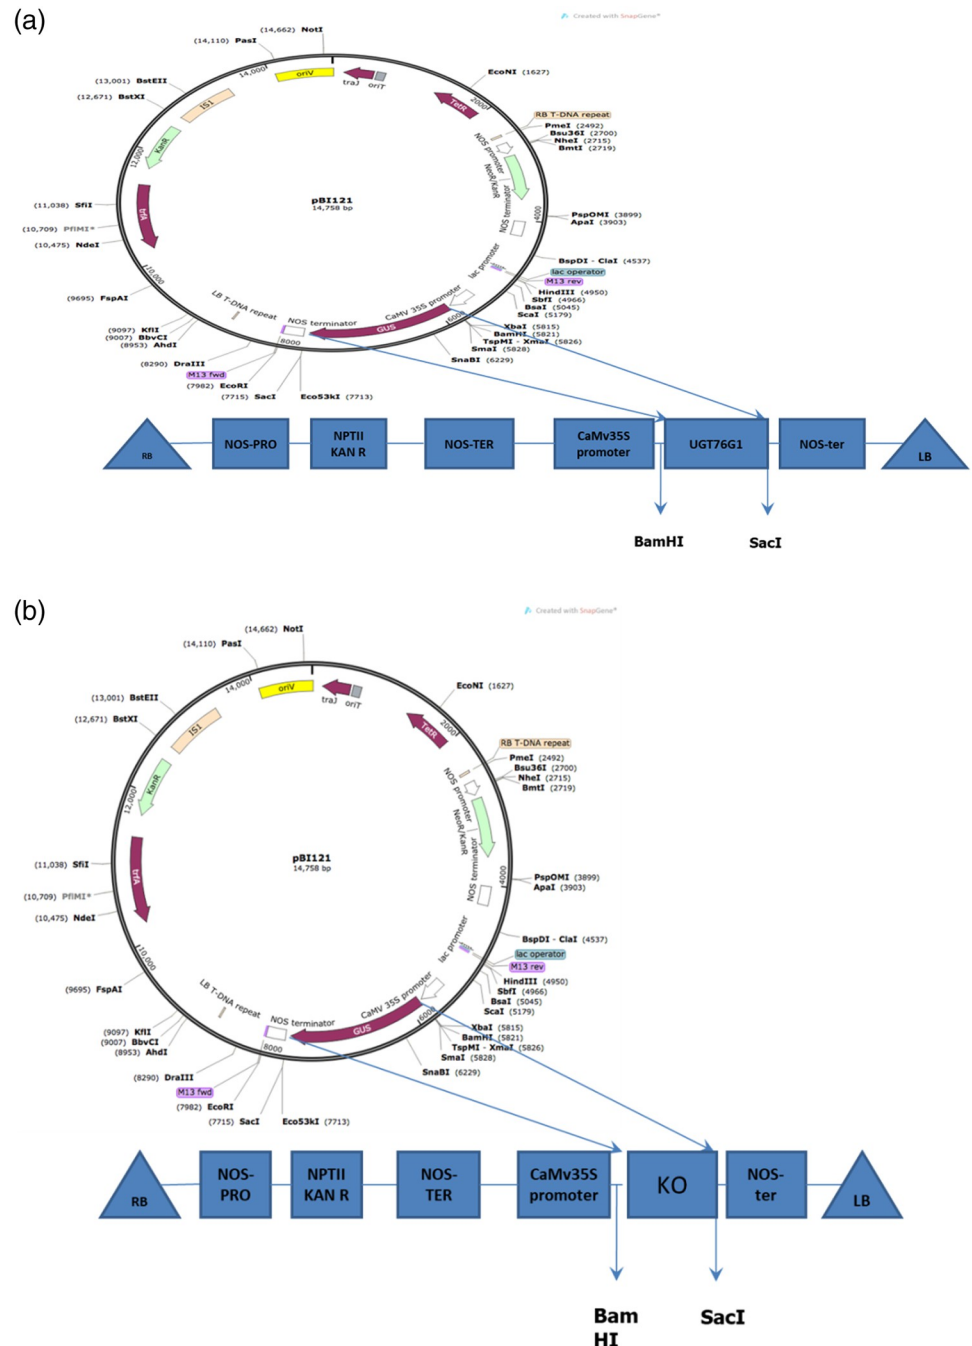 (a)
Created with SnapGene®
(14,662) NotI
(14,110) PasI
14,000
oriV
traJ
oriT
EcoNI (1627)
(13,001) BstEII
(12,671) BstXI
IS1
TetR
2000
RB T-DNA repeat
PmeI (2492)
Bsu36I (2700)
NheI (2715)
BmtI (2719)
KanR
12,000
NOS promoter
NeoR/KanR
NOS terminator
pBI121
14,758 bp
(11,038) SfiI
(10,709) PflMI*
(10,475) NdeI
trfA
4000
PspOMI (3899)
ApaI (3903)
10,000
lac promoter
BspDI - ClaI (4537)
lac operator
M13 rev
HindIII (4950)
SbfI (4966)
BsaI (5045)
ScaI (5179)
(9695) FspAI
LB T-DNA repeat
NOS terminator
CaMV 35S promoter
GUS
6000
8000
XbaI (5815)
BamHI (5821)
TspMI - XmaI (5826)
SmaI (5828)
SnaBI (6229)
(9097) KflI
(9007) BbvCI
(8953) AhdI
(8290) DraIII
M13 fwd
(7982) EcoRI
(7715) SacI
Eco53kI (7713)
RB
NOS-PRO
NPTII
KAN R
NOS-TER
CaMv35S
promoter
UGT76G1
NOS-ter
LB
BamHI
SacI
(b)
Created with SnapGene®
(14,662) NotI
(14,110) PasI
14,000
oriV
traJ
oriT
EcoNI (1627)
(13,001) BstEII
(12,671) BstXI
IS1
TetR
2000
RB T-DNA repeat
PmeI (2492)
Bsu36I (2700)
NheI (2715)
BmtI (2719)
KanR
12,000
NOS promoter
NeoR/KanR
NOS terminator
pBI121
14,758 bp
(11,038) SfiI
(10,709) PflMI*
(10,475) NdeI
trfA
4000
PspOMI (3899)
ApaI (3903)
10,000
lac promoter
BspDI - ClaI (4537)
lac operator
M13 rev
HindIII (4950)
SbfI (4966)
BsaI (5045)
ScaI (5179)
(9695) FspAI
LB T-DNA repeat
NOS terminator
CaMV 35S promoter
GUS
6000
8000
XbaI (5815)
BamHI (5821)
TspMI - XmaI (5826)
SmaI (5828)
SnaBI (6229)
(9097) KflI
(9007) BbvCI
(8953) AhdI
(8290) DraIII
M13 fwd
(7982) EcoRI
(7715) SacI
Eco53kI (7713)
RB
NOS-
PRO
NPTII
KAN R
NOS-
TER
CaMv35S
promoter
KO
NOS-
ter
LB
Bam
HI
SacI